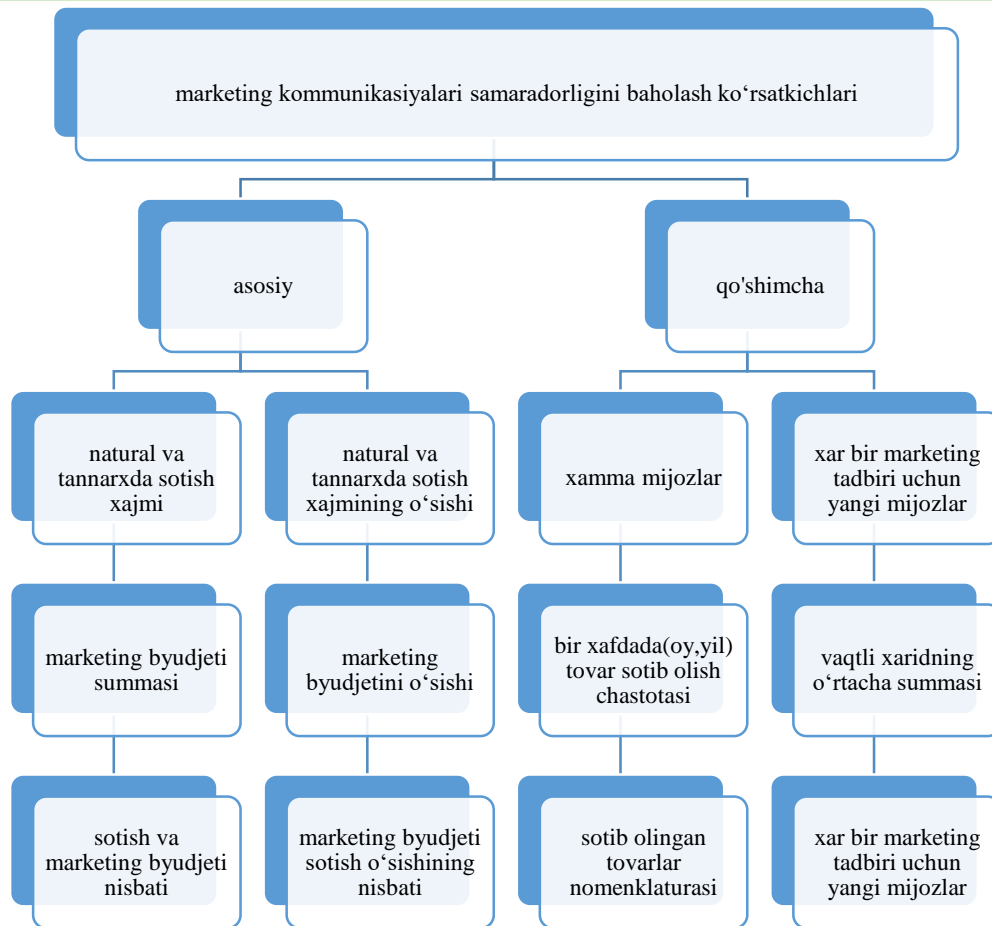 marketing kommunikasiyalari samaradorligini baholash ko‘rsatkichlari
asosiy
qo'shimcha
natural va
tannarxda sotish
xajmi
natural va
tannarxda sotish
xajmining o‘sishi
xamma mijozlar
xar bir marketing
tadbiri uchun
yangi mijozlar
marketing byudjeti
summasi
marketing
byudjetini o‘sishi
bir xafdada(oy,yil)
tovar sotib olish
chastotasi
vaqtli xaridning
o‘rtacha summasi
sotish va
marketing byudjeti
nisbati
marketing byudjeti
sotish o‘sishining
nisbati
sotib olingan
tovarlar
nomenklaturasi
xar bir marketing
tadbiri uchun
yangi mijozlar